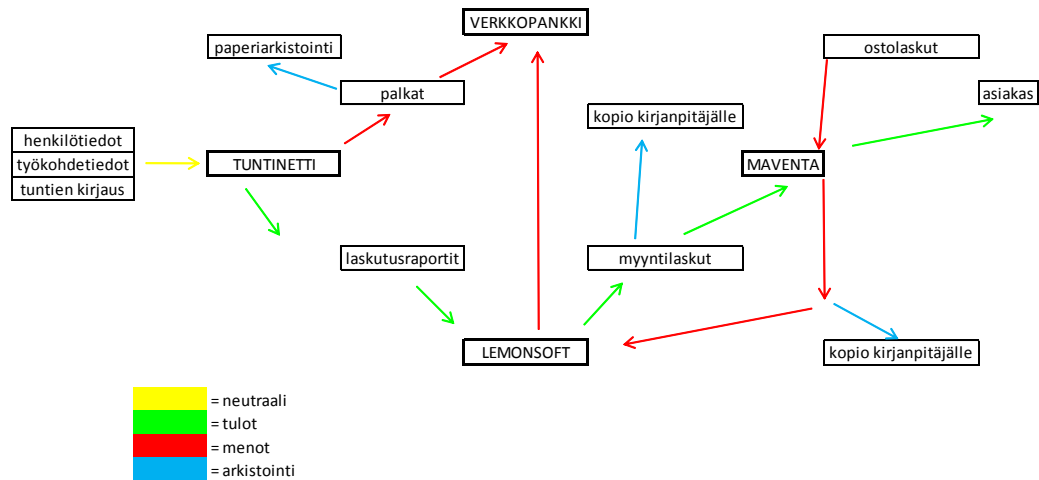 VERKKOPANKKI
paperiarkistointi
ostolaskut
palkat
asiakas
kopio kirjanpitäjälle
henkilötiedot
työkohdetiedot
tuntien kirjaus
TUNTINETTI
MAVENTA
laskutusraportit
myyntilaskut
LEMONSOFT
kopio kirjanpitäjälle
= neutraali
= tulot
= menot
= arkistointi